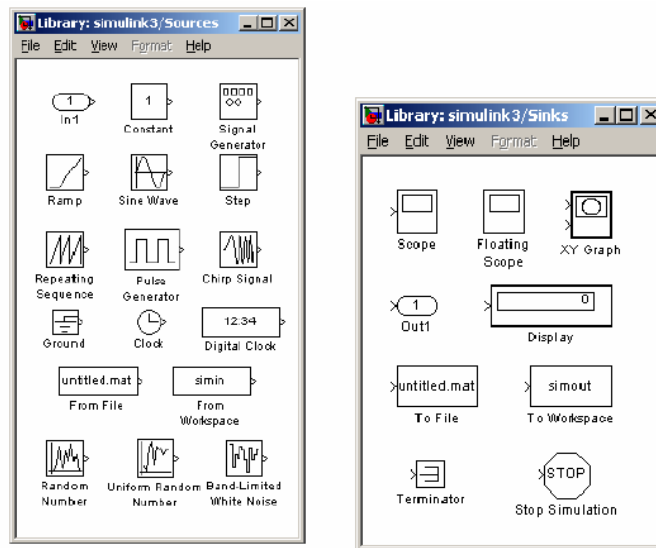 Library: simulink3/Sources
File Edit View Format Help
1
In1
1
Constant
Signal
Generator
Ramp
Sine Wave
Step
Repeating
Sequence
Pulse
Generator
Chirp Signal
Ground
Clock
12:34
Digital Clock
untitled.mat
From File
simin
From
Workspace
Random
Number
Uniform Random
Number
Band-Limited
White Noise
Library: simulink3/Sinks
File Edit View Format Help
Scope
Floating
Scope
XY Graph
1
Out1
0
Display
untitled.mat
To File
simout
To Workspace
Terminator
STOP
Stop Simulation